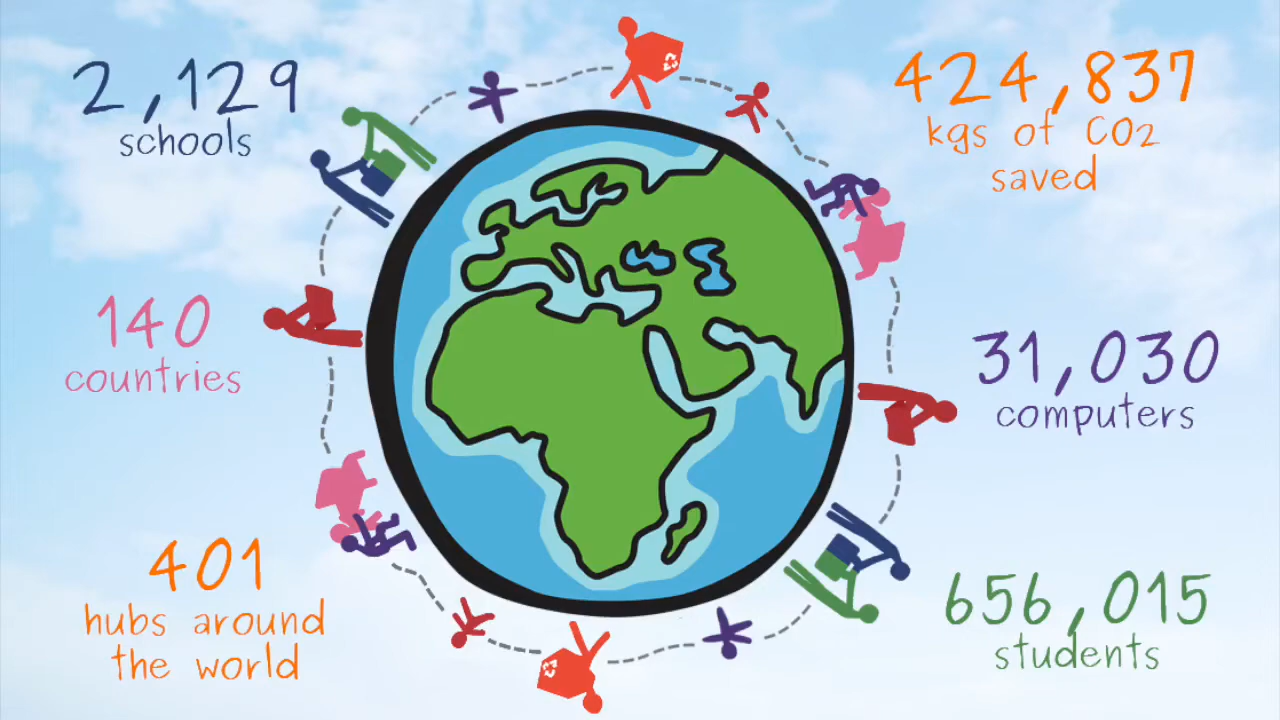 2,129
schools
424,837
kgs of CO2
saved
140
countries
31,030
computers
401
hubs around
the world
656,015
students